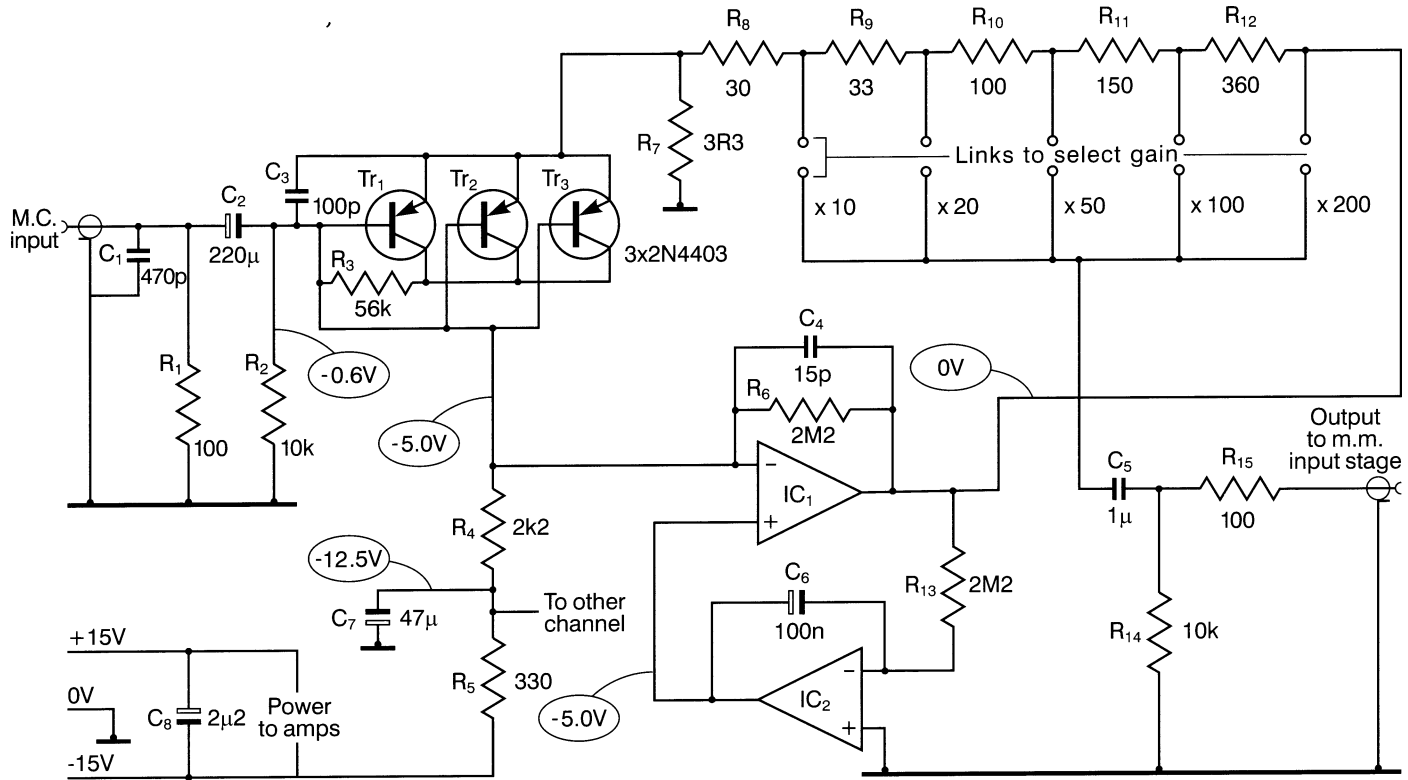 R8 R9 R10 R11 R12
30 33 100 150 360
R7 3R3
Links to select gain
x 10 x 20 x 50 x 100 x 200
M.C.
input
C1 470p
C2
220μ
C3
100p
Tr1 Tr2 Tr3
3x2N4403
R3
56k
R1
100
R2
10k
-0.6V
-5.0V
C4
15p
R6
2M2
0V
IC1
-
+
Output
to m.m.
input stage
C5
1μ
R15
100
R4 2k2
-12.5V
C7 47μ
To other
channel
R5 330
C6
100n
R13 2M2
R14 10k
-5.0V
IC2
-
+
+15V
0V
-15V
C8 2μ2
Power
to amps